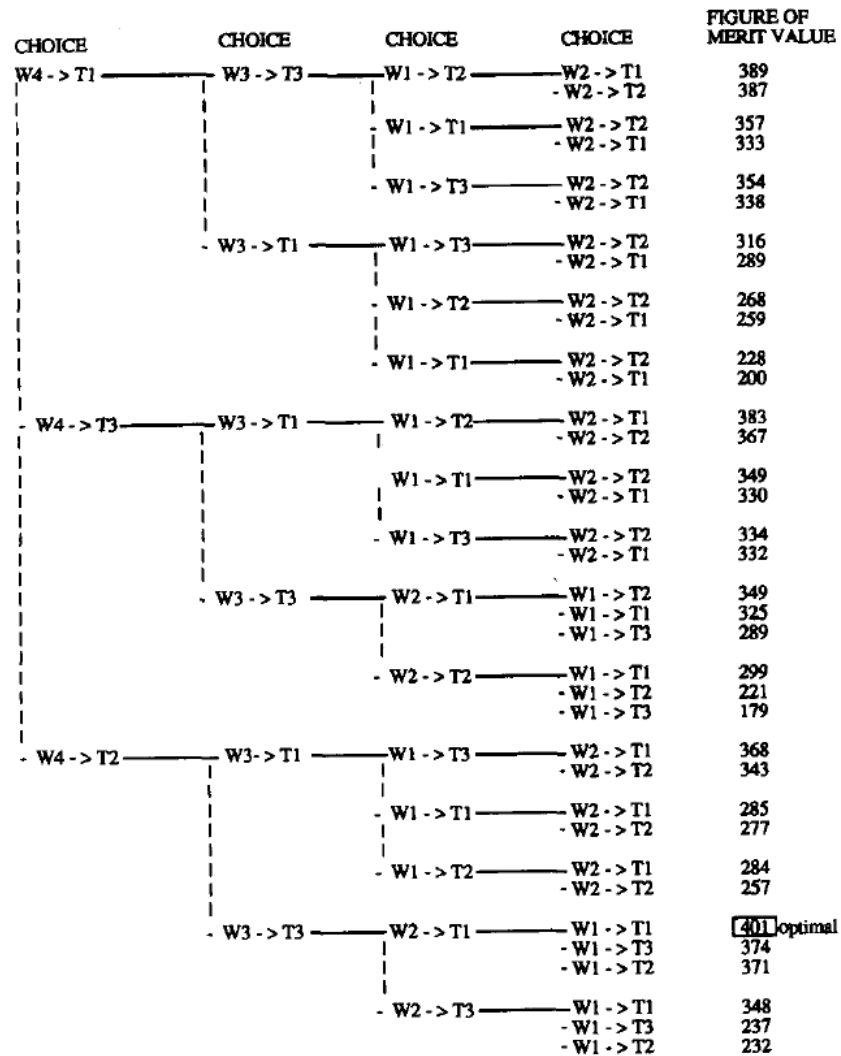 FIGURE OF
CHOICE CHOICE CHOICE CHOICE MERIT VALUE
W4 - > T1 W3 - > T3 W1 - > T2 W2 - > T1 389
- W2 - > T2 387
- W1 - > T1 W2 - > T2 357
- W2 - > T1 333
- W1 - > T3 W2 - > T2 354
- W2 - > T1 338
- W3 - > T1 W1 - > T3 W2 - > T2 316
- W2 - > T1 289
- W1 - > T2 W2 - > T2 268
- W2 - > T1 259
- W1 - > T1 W2 - > T2 228
- W2 - > T1 200
- W4 - > T3 W3 - > T1 W1 - > T2 W2 - > T1 383
- W2 - > T2 367
W1 - > T1 W2 - > T2 349
- W2 - > T1 330
- W1 - > T3 W2 - > T2 334
- W2 - > T1 332
- W3 - > T3 W2 - > T1 W1 - > T2 349
- W1 - > T1 325
- W1 - > T3 289
- W2 - > T2 W1 - > T1 299
- W1 - > T2 221
- W1 - > T3 179
- W4 - > T2 W3 - > T1 W1 - > T3 W2 - > T1 368
- W2 - > T2 343
- W1 - > T1 W2 - > T1 285
- W2 - > T2 277
- W1 - > T2 W2 - > T1 284
- W2 - > T2 257
- W3 - > T3 W2 - > T1 W1 - > T1 401 optimal
- W1 - > T3 374
- W1 - > T2 371
- W2 - > T3 W1 - > T1 348
- W1 - > T3 237
- W1 - > T2 232